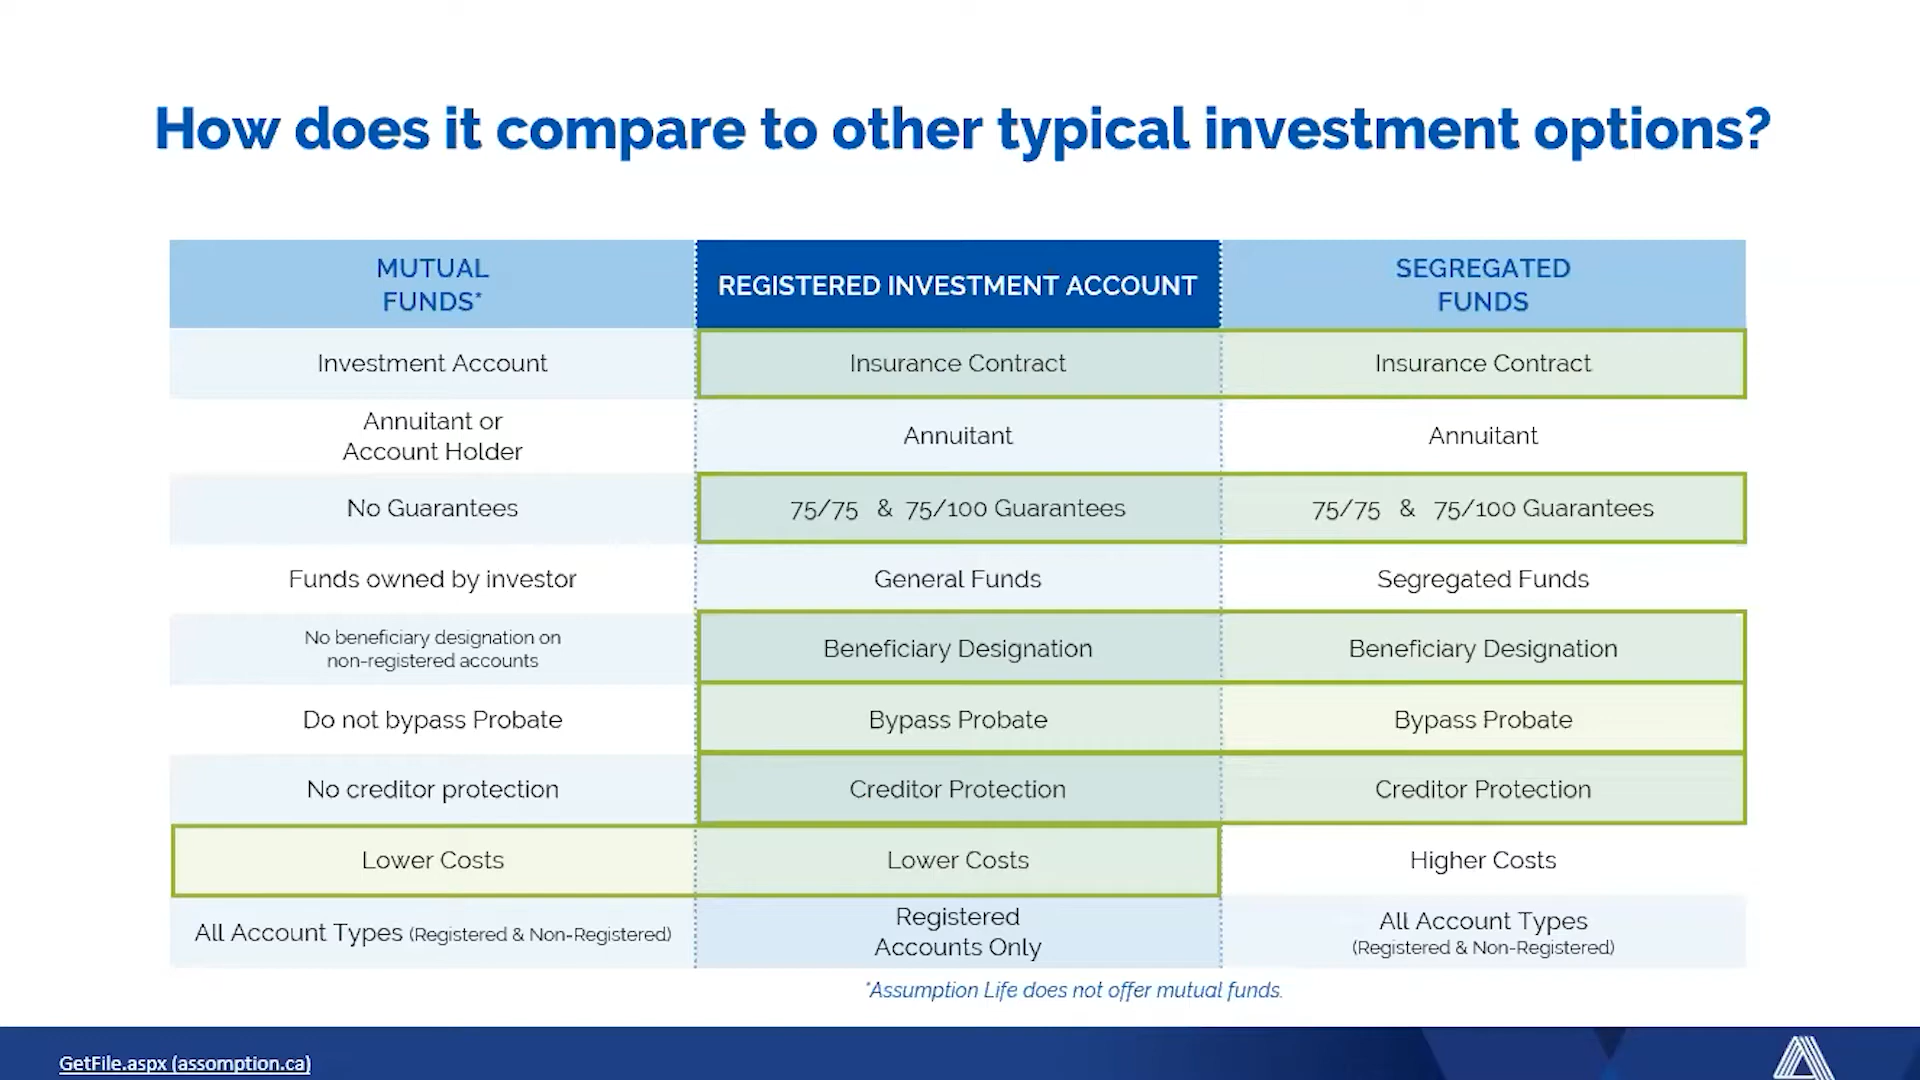 How does it compare to other typical investment options?
MUTUAL
FUNDS*
REGISTERED INVESTMENT ACCOUNT
SEGREGATED
FUNDS
Investment Account
Insurance Contract
Insurance Contract
Annuitant or
Account Holder
Annuitant
Annuitant
No Guarantees
75/75 & 75/100 Guarantees
75/75 & 75/100 Guarantees
Funds owned by investor
General Funds
Segregated Funds
No beneficiary designation on
non-registered accounts
Beneficiary Designation
Beneficiary Designation
Do not bypass Probate
Bypass Probate
Bypass Probate
No creditor protection
Creditor Protection
Creditor Protection
Lower Costs
Lower Costs
Higher Costs
All Account Types (Registered & Non-Registered)
Registered
Accounts Only
All Account Types
(Registered & Non-Registered)
*Assumption Life does not offer mutual funds.
GetFile.aspx (assomption.ca)